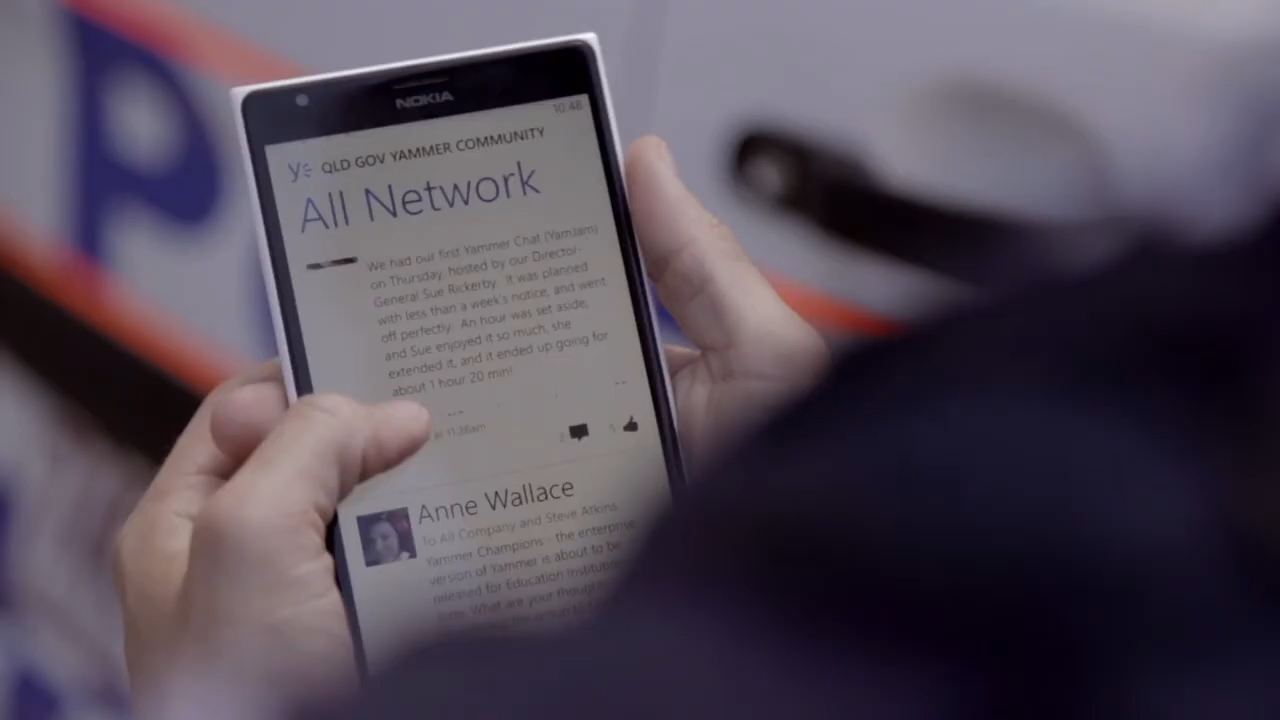 P
NOKIA
10:48
y QLD GOV YAMMER COMMUNITY
All Network
We had our first Yammer Chat (YamJam)
on Thursday, hosted by our Director-
General Sue Rickerby. It was planned
with less than a week's notice, and went
off perfectly. An hour was set aside,
and Sue enjoyed it so much, she
extended it, and it ended up going for
about 1 hour 20 min!
at 11:38am
5
Anne Wallace
To All Company and Steve Atkins
Yammer Champions - the enterprise
version of Yammer is about to be
released for Education Institutions
What are your thoughts